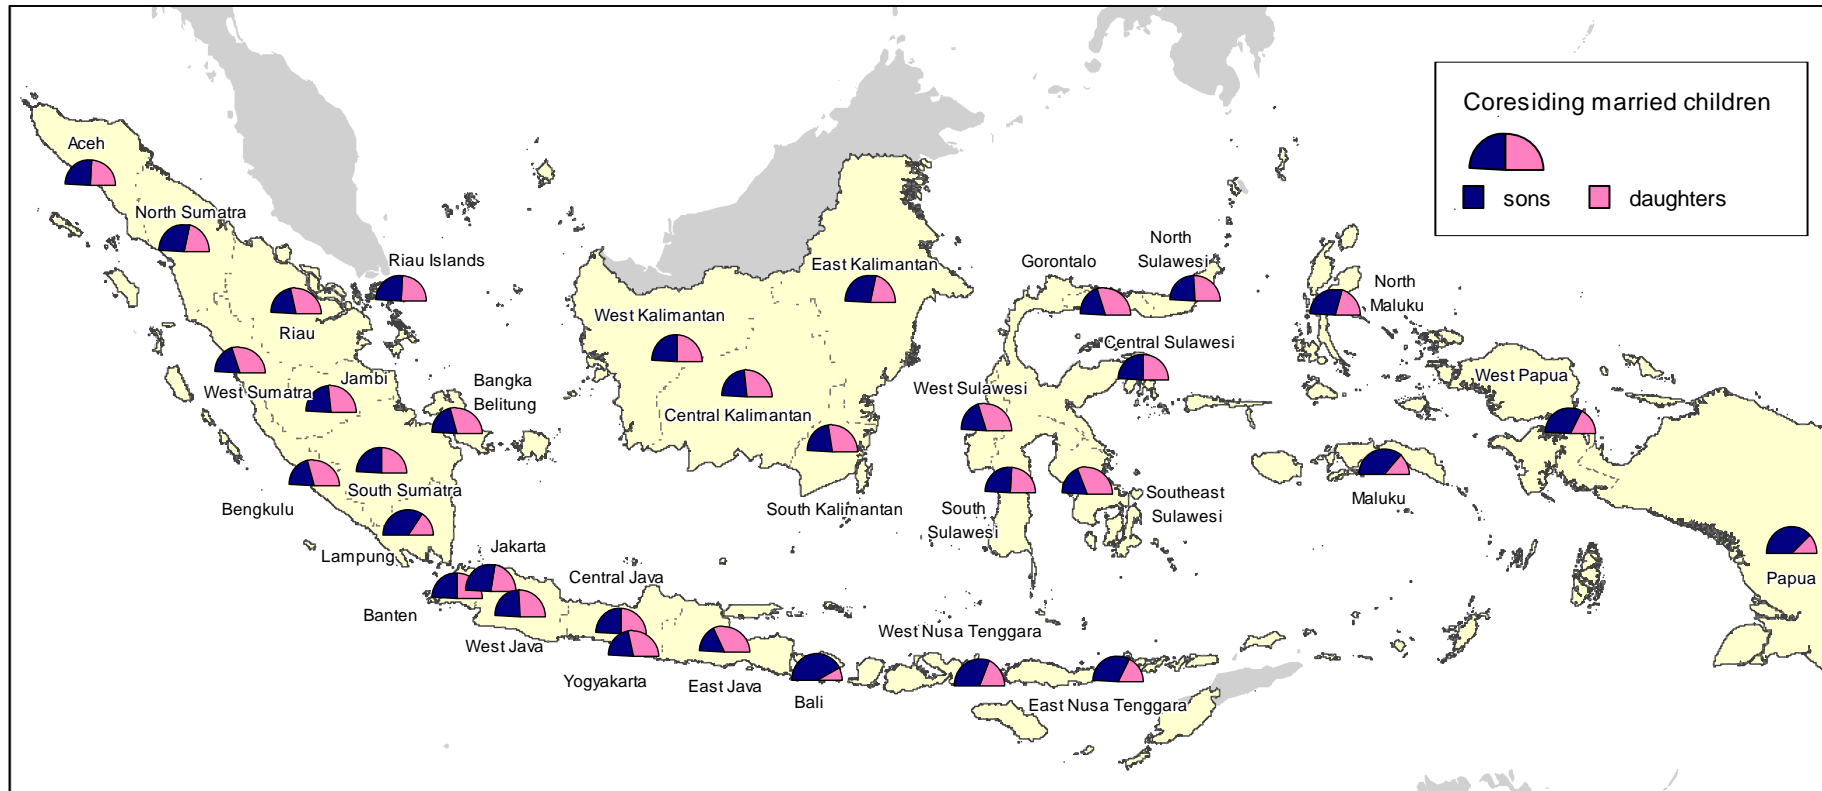 Coresiding married children
sons
daughters
Aceh
North Sumatra
Riau Islands
Riau
West Sumatra
Jambi
Bangka
Belitung
Bengkulu
South Sumatra
Lampung
Jakarta
Banten
West Java
Central Java
Yogyakarta
East Java
Bali
West Nusa Tenggara
East Nusa Tenggara
West Kalimantan
East Kalimantan
Central Kalimantan
South Kalimantan
Gorontalo
North
Sulawesi
Central Sulawesi
West Sulawesi
South
Sulawesi
Southeast
Sulawesi
North
Maluku
Maluku
West Papua
Papua